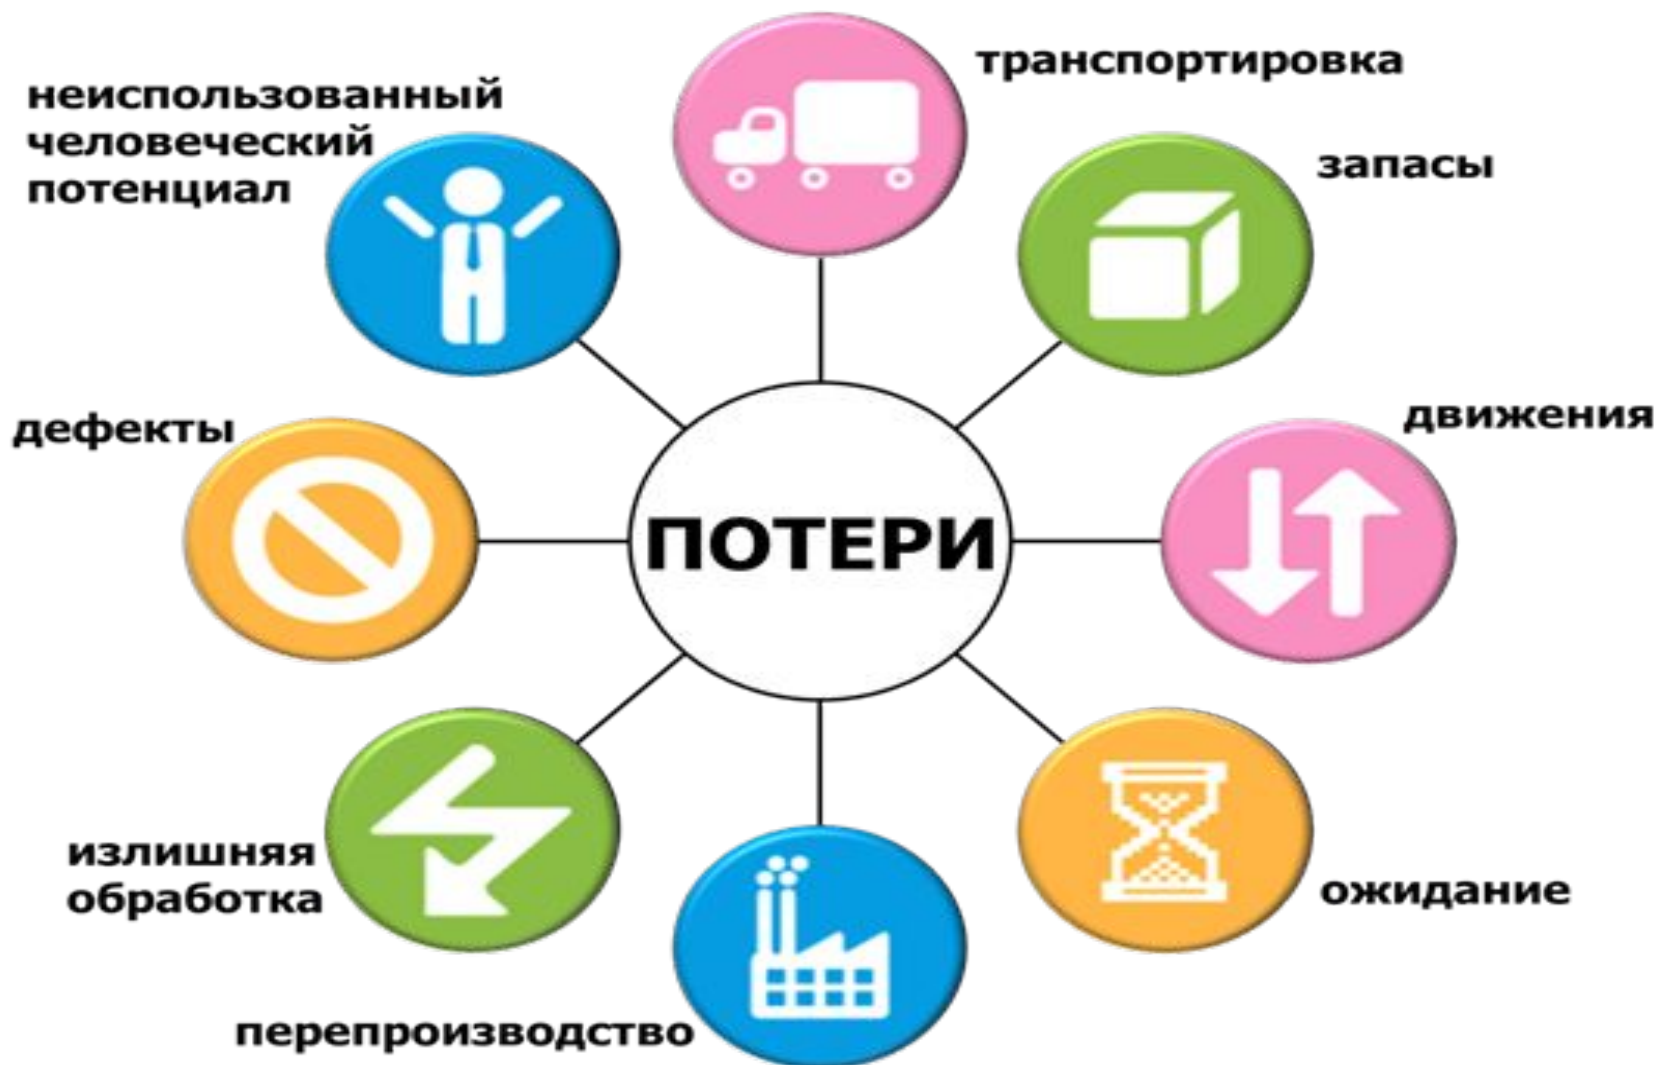 транспортировка
неиспользованный
человеческий
потенциал
запасы
движения
дефекты
ПОТЕРИ
излишняя
обработка
ожидание
перепроизводство